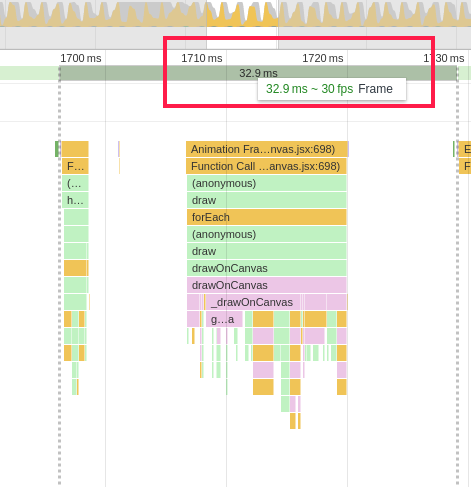 1700 ms 1710 ms 1720 ms 1730 ms
32.9 ms
32.9 ms ~ 30 fps Frame
Animation Fra…nvas.jsx:698) E
F… Function Call …anvas.jsx:698) F
(… (anonymous)
h… draw
forEach
(anonymous)
draw
drawOnCanvas
drawOnCanvas
_drawOnCanvas
g…a